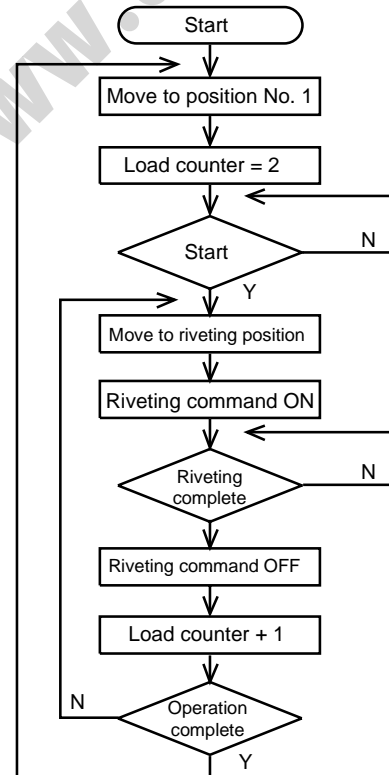 Start
Move to position No. 1
Load counter = 2
Start
N
Y
Move to riveting position
Riveting command ON
Riveting
complete
N
Riveting command OFF
Load counter + 1
N
Operation
complete
Y